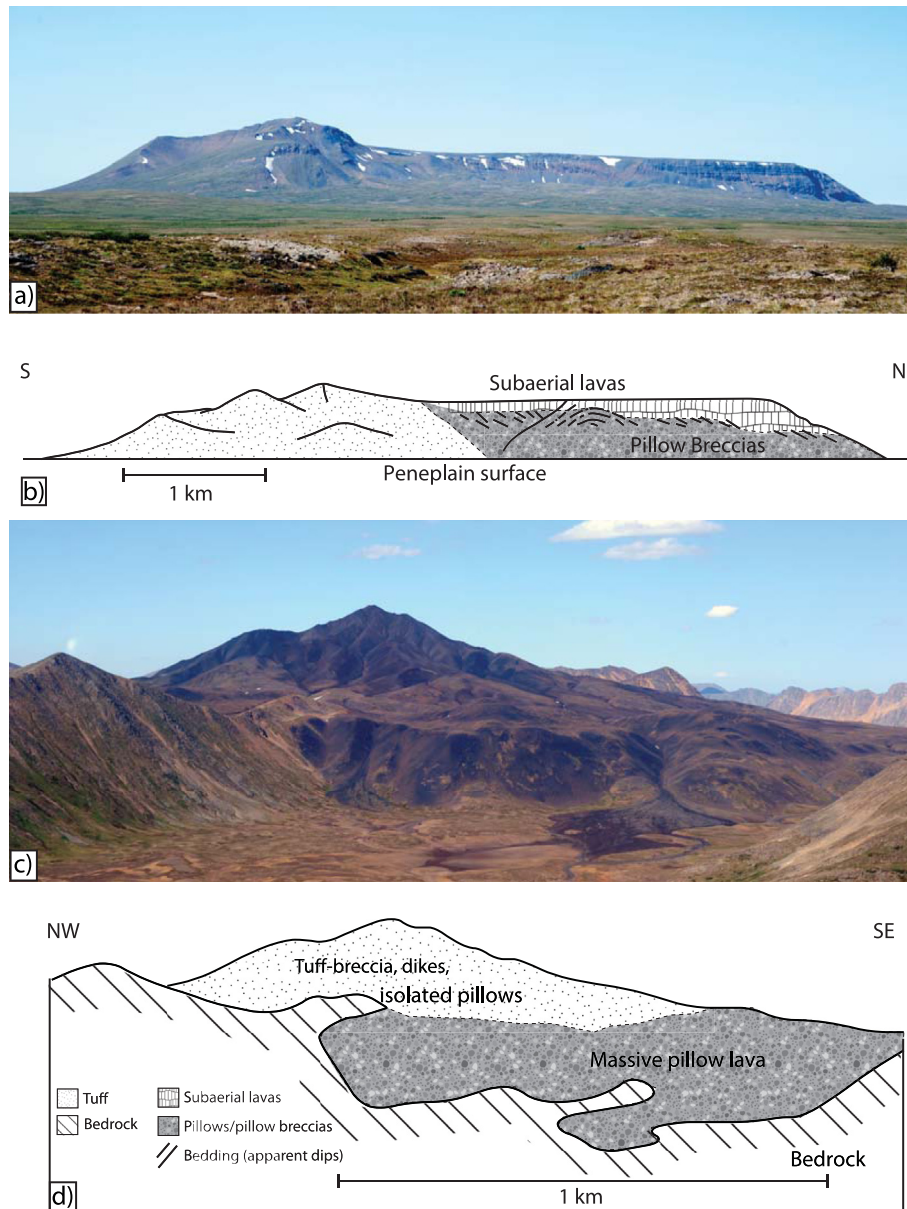 a)
S
N
Subaerial lavas
Pillow Breccias
Peneplain surface
1 km
b)
c)
NW
SE
Tuff-breccia, dikes,
isolated pillows
Massive pillow lava
Tuff
Subaerial lavas
Bedrock
Pillows/pillow breccias
Bedding (apparent dips)
Bedrock
1 km
d)